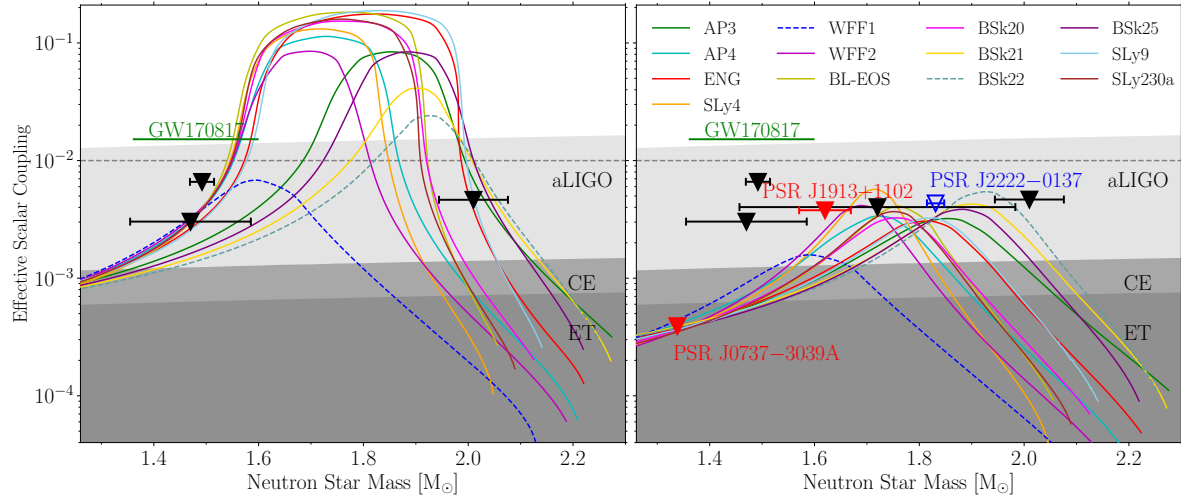 Effective Scalar Coupling
10⁻¹
10⁻²
10⁻³
10⁻⁴
GW170817
aLIGO
CE
ET
1.4 1.6 1.8 2.0 2.2
Neutron Star Mass [M⊙]
AP3 WFF1 BSk20 BSk25
AP4 WFF2 BSk21 SLy9
ENG BL-EOS BSk22 SLy230a
SLy4
GW170817
PSR J1913+1102
PSR J2222−0137
aLIGO
CE
ET
PSR J0737−3039A
1.4 1.6 1.8 2.0 2.2
Neutron Star Mass [M⊙]